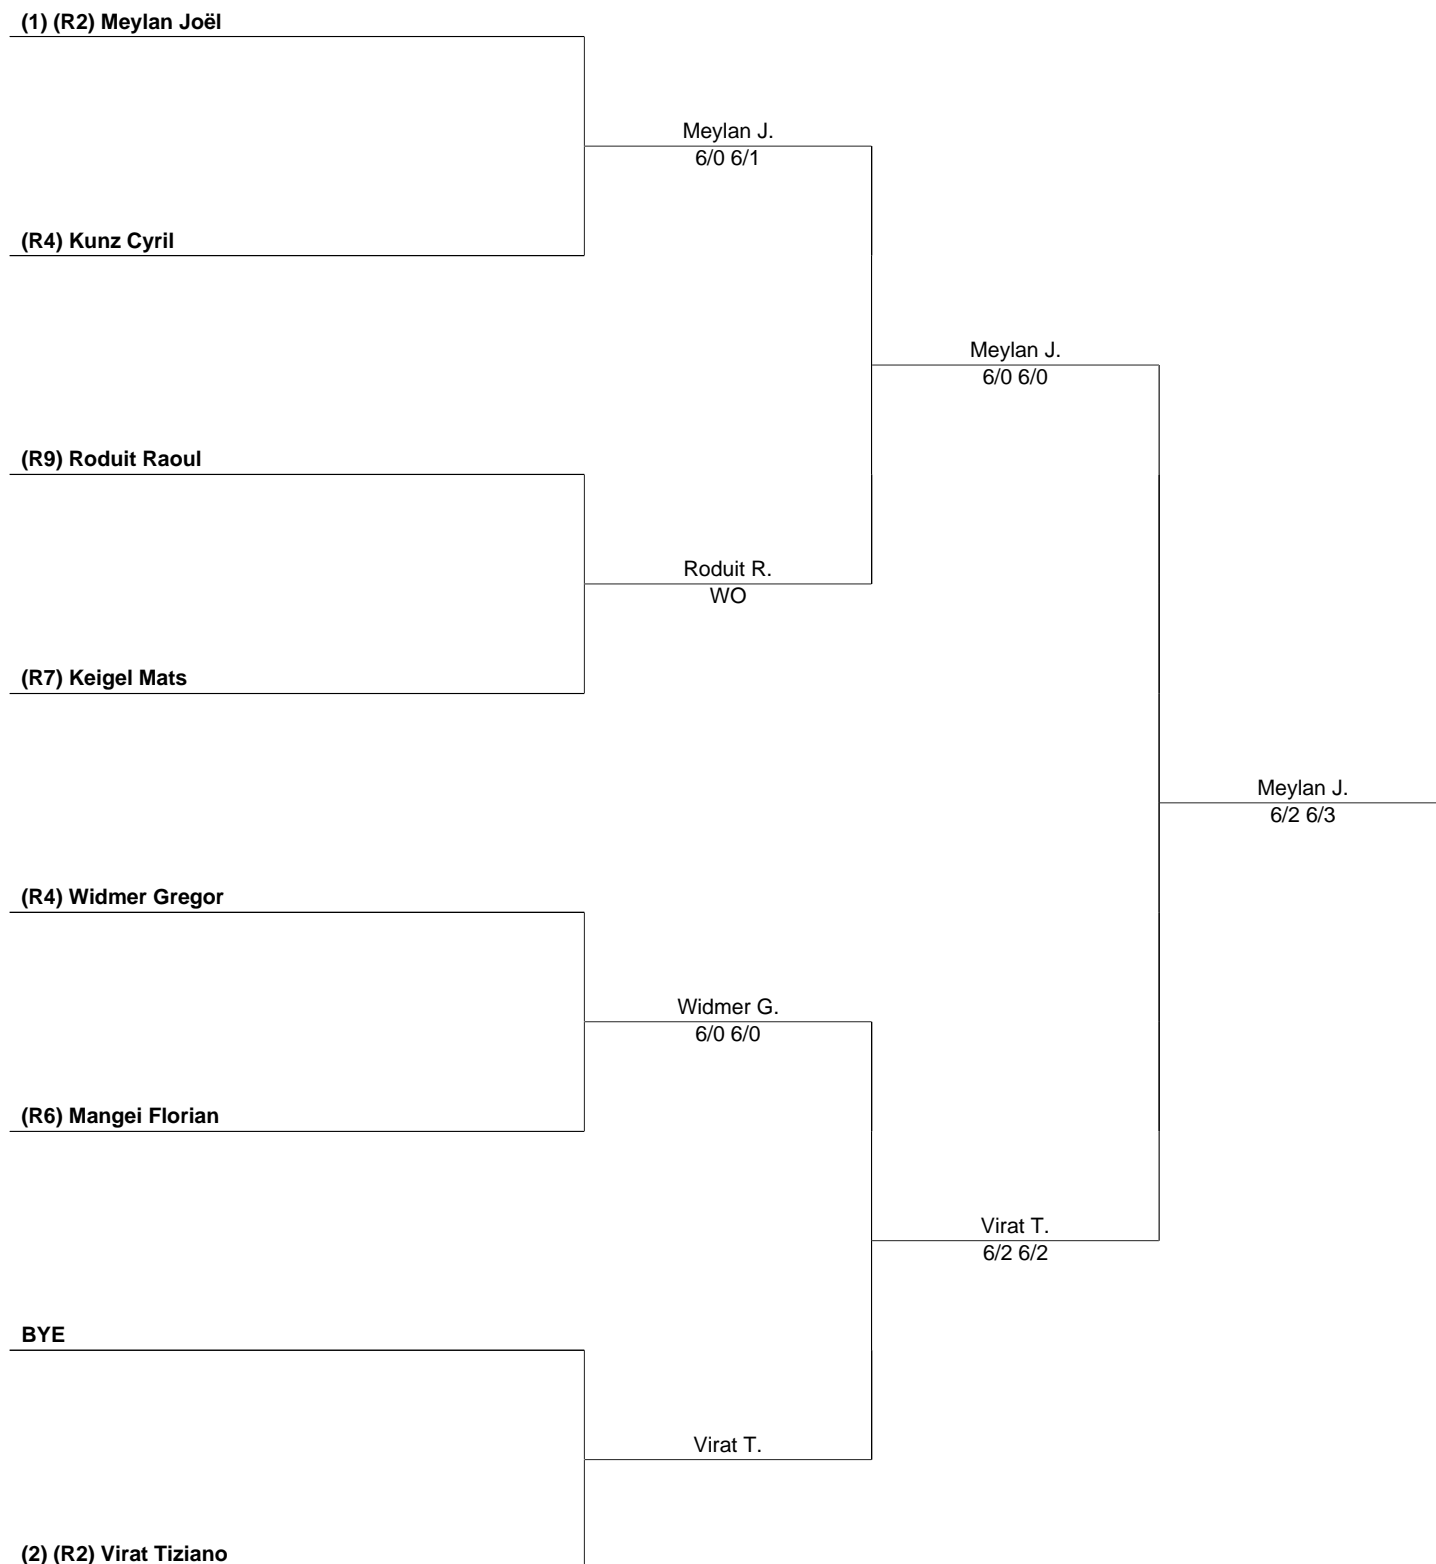 (1) (R2) Meylan Joël
Meylan J.
6/0 6/1
(R4) Kunz Cyril
Meylan J.
6/0 6/0
(R9) Roduit Raoul
Roduit R.
WO
(R7) Keigel Mats
Meylan J.
6/2 6/3
(R4) Widmer Gregor
Widmer G.
6/0 6/0
(R6) Mangei Florian
Virat T.
6/2 6/2
BYE
Virat T.
(2) (R2) Virat Tiziano